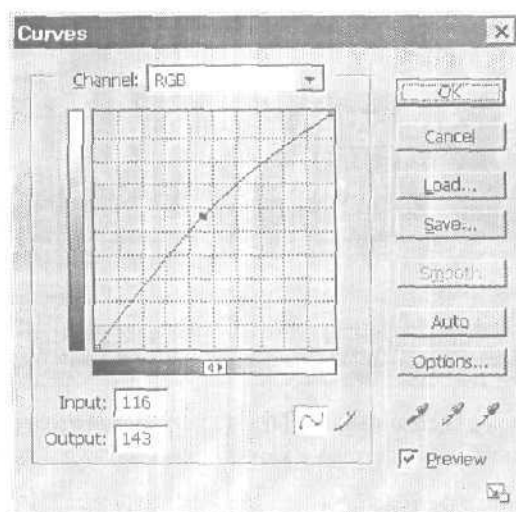 Curves
Channel: RGB
OK
Cancel
Load...
Save...
Smooth
Auto
Options...
Input: 116
Output: 143
Preview